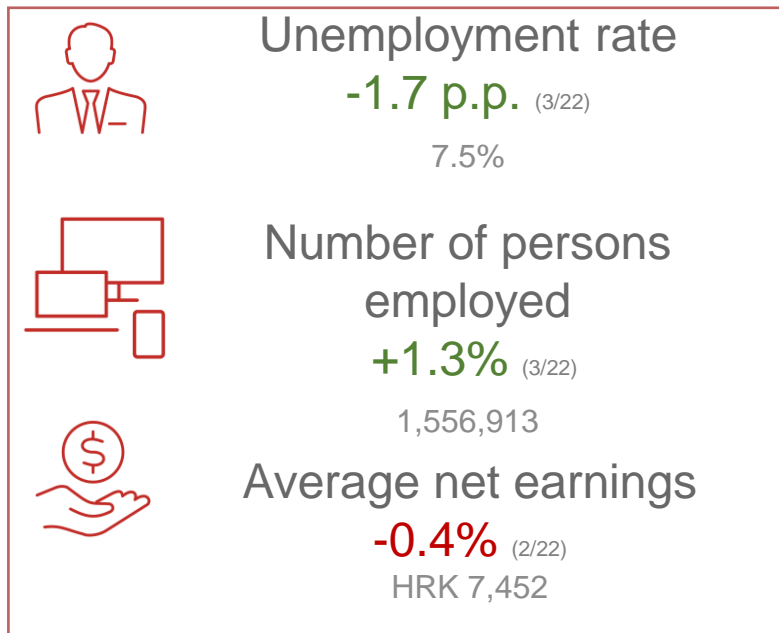 Unemployment rate
-1.7 p.p. (3/22)
7.5%
Number of persons
employed
+1.3% (3/22)
1,556,913
$
Average net earnings
-0.4% (2/22)
HRK 7,452